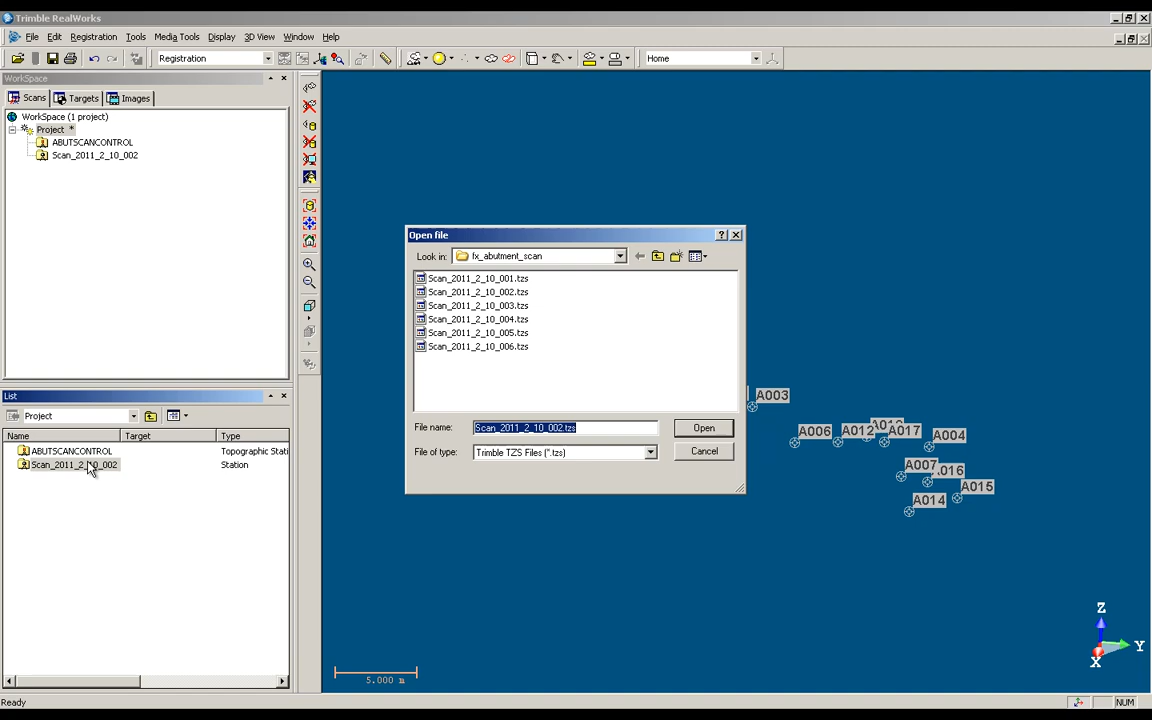 Trimble RealWorks
File Edit Registration Tools Media Tools Display 3D View Window Help
Registration
Home
WorkSpace
Scans Targets Images
WorkSpace (1 project)
Project *
ABUTSCANCONTROL
Scan_2011_2_10_002
Open file
Look in: fx_abutment_scan
Scan_2011_2_10_001.tzs
Scan_2011_2_10_002.tzs
Scan_2011_2_10_003.tzs
Scan_2011_2_10_004.tzs
Scan_2011_2_10_005.tzs
Scan_2011_2_10_006.tzs
File name: Scan_2011_2_10_002.tzs Open
File of type: Trimble TZS Files (*.tzs) Cancel
A003
A006 A012 A017 A004
A007 A016
A015
A014
List
Project
Name Target Type
ABUTSCANCONTROL Topographic Stati
Scan_2011_2_10_002 Station
Z
Y
X
5.000 m
Ready NUM